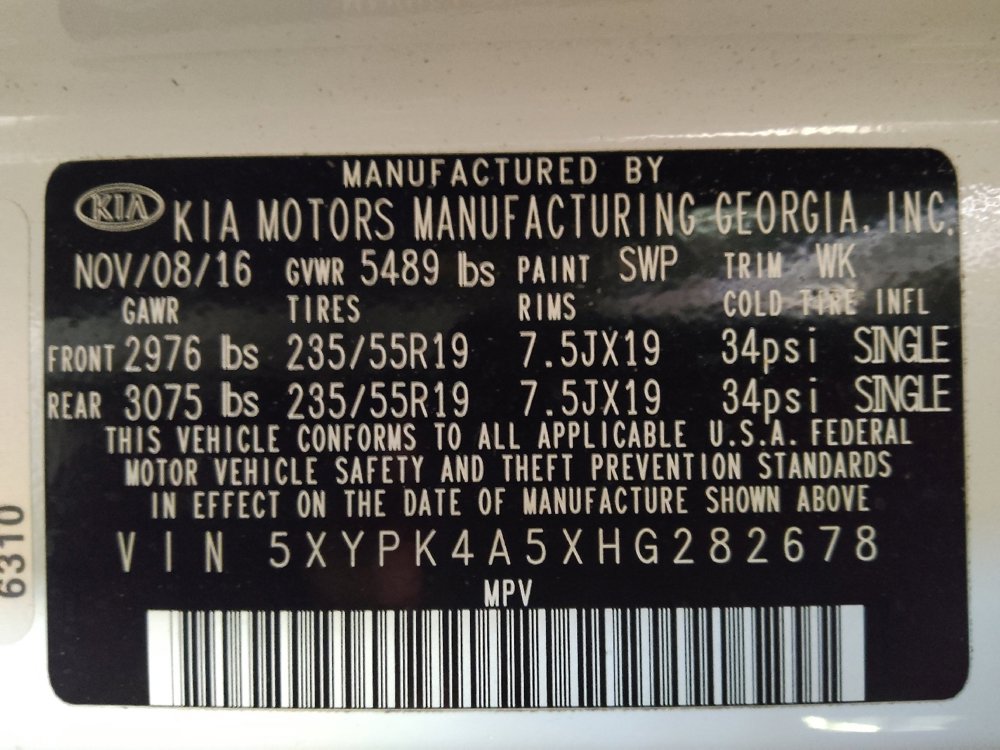 MANUFACTURED BY
KIA KIA MOTORS MANUFACTURING GEORGIA, INC.
NOV/08/16 GVWR 5489 lbs PAINT SWP TRIM WK
GAWR TIRES RIMS COLD TIRE INFL
FRONT 2976 lbs 235/55R19 7.5JX19 34psi SINGLE
REAR 3075 lbs 235/55R19 7.5JX19 34psi SINGLE
THIS VEHICLE CONFORMS TO ALL APPLICABLE U.S.A. FEDERAL
MOTOR VEHICLE SAFETY AND THEFT PREVENTION STANDARDS
IN EFFECT ON THE DATE OF MANUFACTURE SHOWN ABOVE
VIN 5XYPK4A5XHG282678
MPV
6310